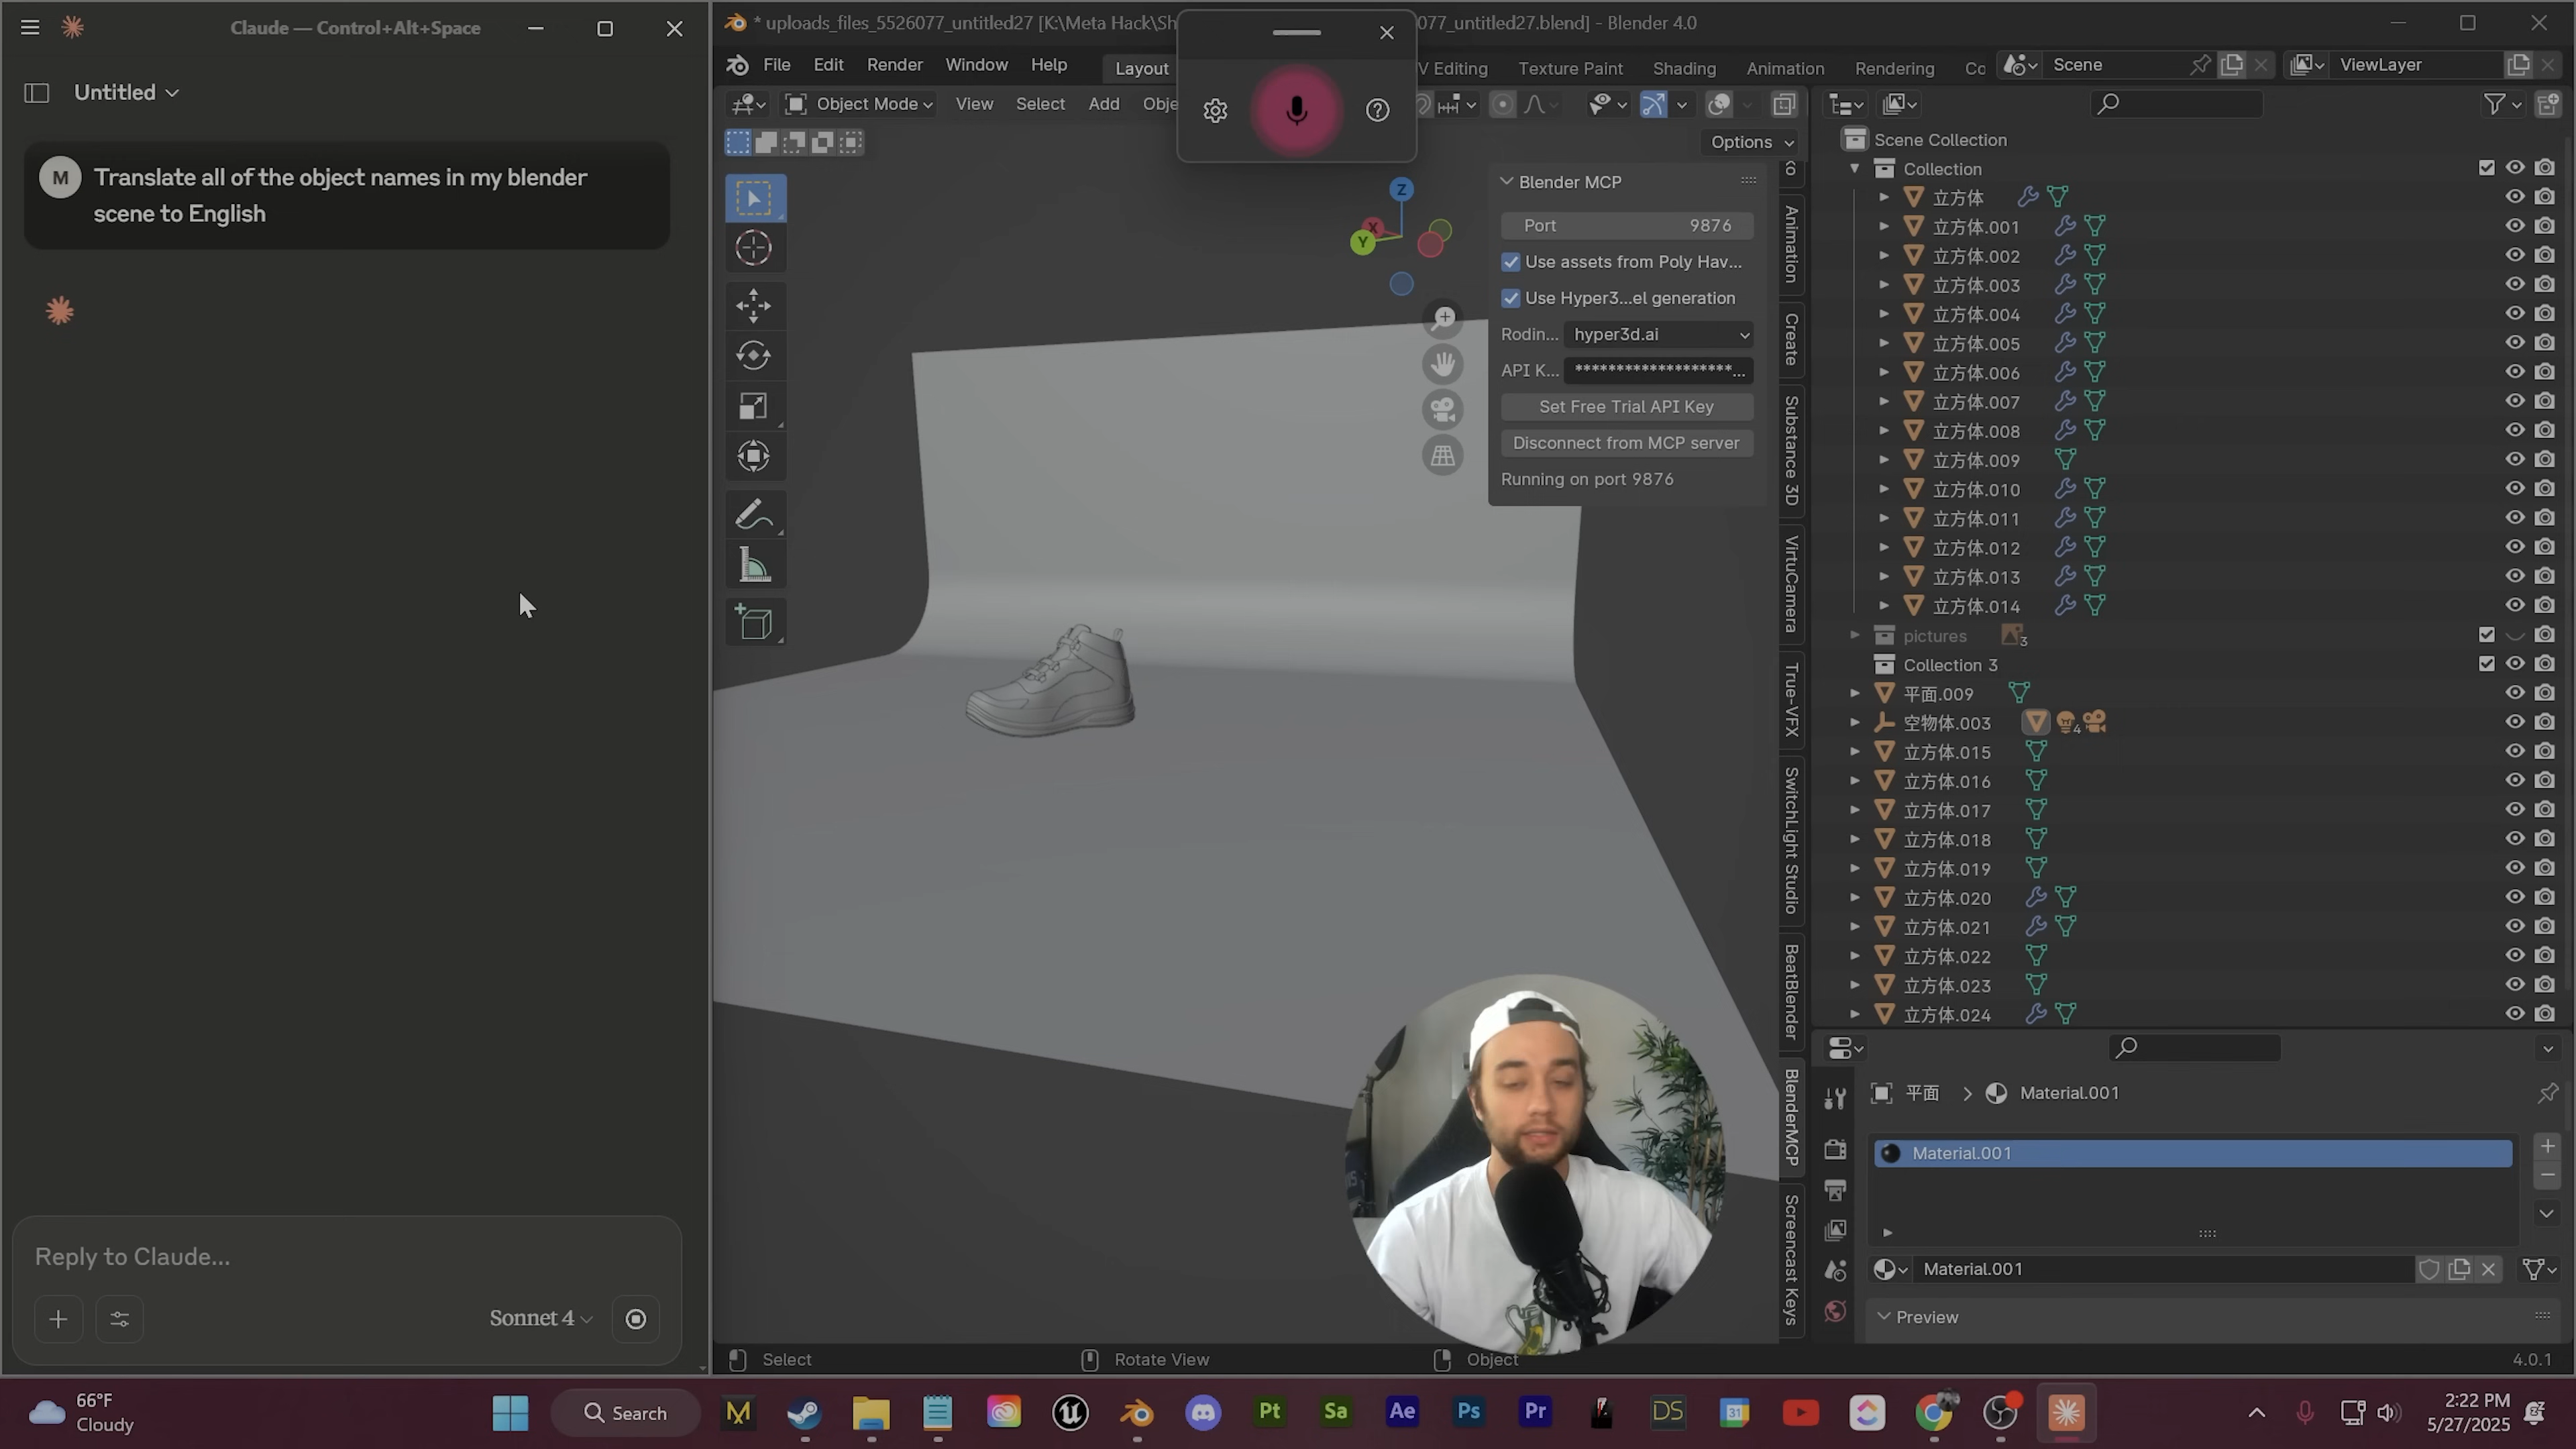 Claude — Control+Alt+Space
Untitled
M
Translate all of the object names in my blender
scene to English
Reply to Claude...
Sonnet 4
* uploads_files_5526077_untitled27 [K:\Meta Hack\Sh
077_untitled27.blend] - Blender 4.0
File Edit Render Window Help
Layout
V Editing
Texture Paint
Shading
Animation
Rendering
Co
Scene
ViewLayer
Object Mode
View
Select
Add
Obje
Options
Z
X
Y
Blender MCP
Port 9876
Use assets from Poly Hav...
Use Hyper3...el generation
Rodin... hyper3d.ai
API K... *******************...
Set Free Trial API Key
Disconnect from MCP server
Running on port 9876
Animation
Create
Substance 3D
VirtuCamera
True-VFX
SwitchLight Studio
BeatBlender
BlenderMCP
Screencast Keys
Scene Collection
Collection
立方体
立方体.001
立方体.002
立方体.003
立方体.004
立方体.005
立方体.006
立方体.007
立方体.008
立方体.009
立方体.010
立方体.011
立方体.012
立方体.013
立方体.014
pictures 3
Collection 3
平面.009
空物体.003 4
立方体.015
立方体.016
立方体.017
立方体.018
立方体.019
立方体.020
立方体.021
立方体.022
立方体.023
立方体.024
平面 > Material.001
Material.001
Material.001
Preview
Select
Rotate View
Object
4.0.1
66°F
Cloudy
Search
Pt
Sa
Ae
Ps
Pr
DS
31
2:22 PM
5/27/2025